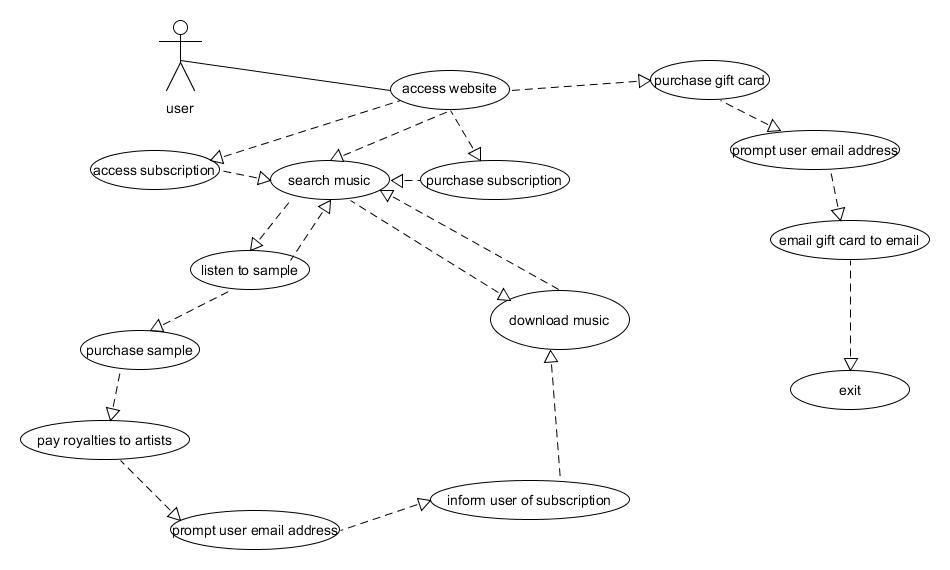 user
access website
purchase gift card
prompt user email address
access subscription
search music
purchase subscription
email gift card to email
listen to sample
download music
purchase sample
exit
pay royalties to artists
inform user of subscription
prompt user email address